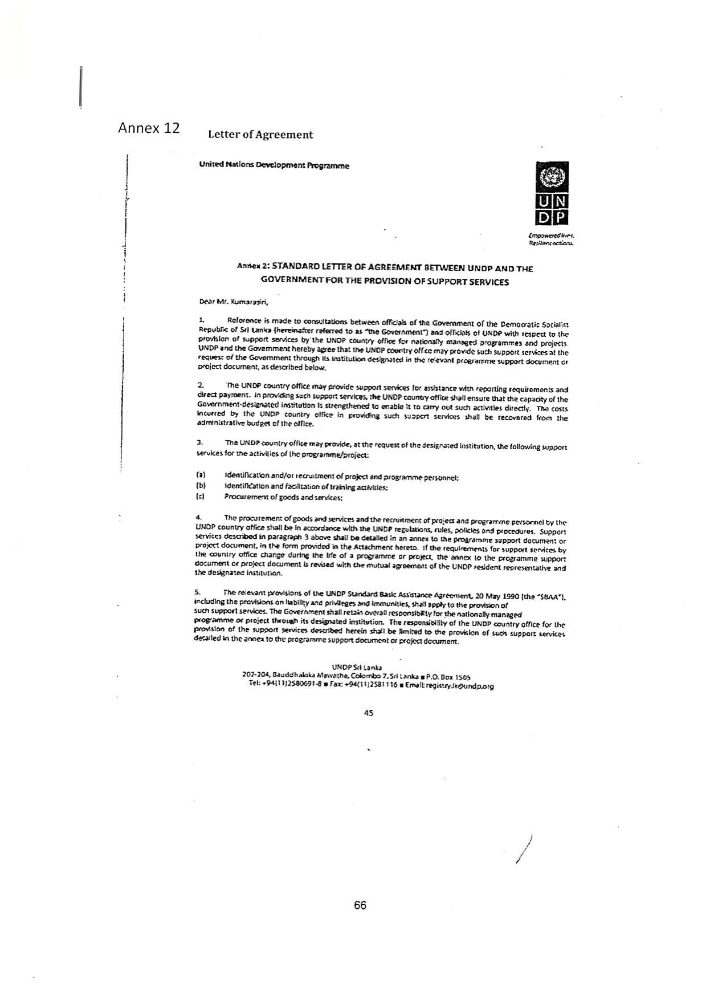 Annex 12
Letter of Agreement
United Nations Development Programme
U N
D P
Empowered lives.
Resilient nations.
Annex 2: STANDARD LETTER OF AGREEMENT BETWEEN UNDP AND THE
GOVERNMENT FOR THE PROVISION OF SUPPORT SERVICES
Dear Mr. Kumarasiri,
1. Reference is made to consultations between officials of the Government of the Democratic Socialist
Republic of Sri Lanka (hereinafter referred to as "the Government") and officials of UNDP with respect to the
provision of support services by the UNDP country office for nationally managed programmes and projects.
UNDP and the Government hereby agree that the UNDP country office may provide such support services at the
request of the Government through its institution designated in the relevant programme support document or
project document, as described below.
2. The UNDP country office may provide support services for assistance with reporting requirements and
direct payment. In providing such support services, the UNDP country office shall ensure that the capacity of the
Government-designated institution is strengthened to enable it to carry out such activities directly. The costs
incurred by the UNDP country office in providing such support services shall be recovered from the
administrative budget of the office.
3. The UNDP country office may provide, at the request of the designated institution, the following support
services for the activities of the programme/project:
(a) Identification and/or recruitment of project and programme personnel;
(b) Identification and facilitation of training activities;
(c) Procurement of goods and services;
4. The procurement of goods and services and the recruitment of project and programme personnel by the
UNDP country office shall be in accordance with the UNDP regulations, rules, policies and procedures. Support
services described in paragraph 3 above shall be detailed in an annex to the programme support document or
project document, in the form provided in the Attachment hereto. If the requirements for support services by
the country office change during the life of a programme or project, the annex to the programme support
document or project document is revised with the mutual agreement of the UNDP resident representative and
the designated institution.
5. The relevant provisions of the UNDP Standard Basic Assistance Agreement, 20 May 1990 (the "SBAA"),
including the provisions on liability and privileges and immunities, shall apply to the provision of
such support services. The Government shall retain overall responsibility for the nationally managed
programme or project through its designated institution. The responsibility of the UNDP country office for the
provision of the support services described herein shall be limited to the provision of such support services
detailed in the annex to the programme support document or project document.
UNDP Sri Lanka
202-204, Bauddhaloka Mawatha, Colombo 7, Sri Lanka ■ P.O. Box 1505
Tel: +94(11)2580691-8 ■ Fax: +94(11)2581116 ■ Email: registry.lk@undp.org
45
66